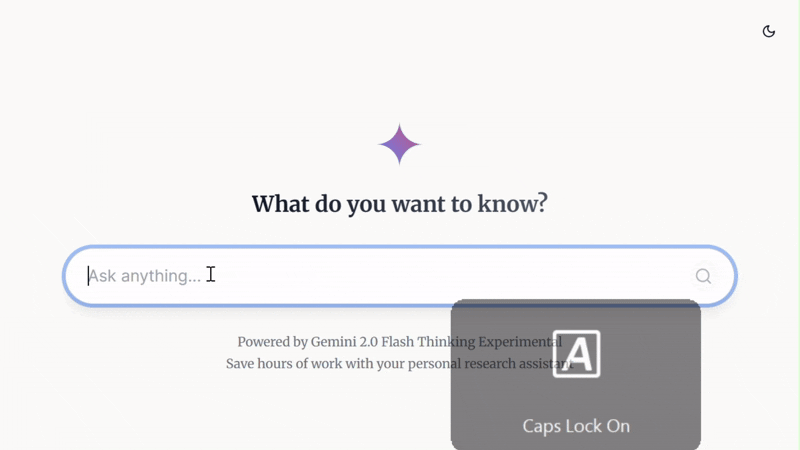 What do you want to know?
Ask anything...
Powered by Gemini 2.0 Flash Thinking Experimental
Save hours of work with your personal research assistant
A
Caps Lock On